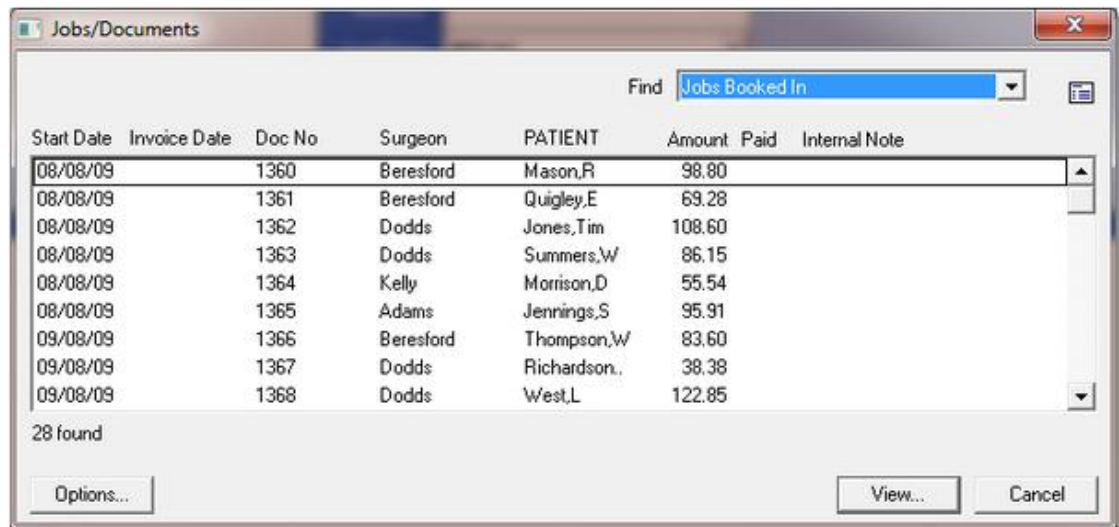 Jobs/Documents
Find Jobs Booked In
Start Date Invoice Date Doc No Surgeon PATIENT Amount Paid Internal Note
08/08/09 1360 Beresford Mason,R 98.80
08/08/09 1361 Beresford Quigley,E 69.28
08/08/09 1362 Dodds Jones,Tim 108.60
08/08/09 1363 Dodds Summers,W 86.15
08/08/09 1364 Kelly Morrison,D 55.54
08/08/09 1365 Adams Jennings,S 95.91
09/08/09 1366 Beresford Thompson,W 83.60
09/08/09 1367 Dodds Richardson.. 38.38
09/08/09 1368 Dodds West,L 122.85
28 found
Options... View... Cancel